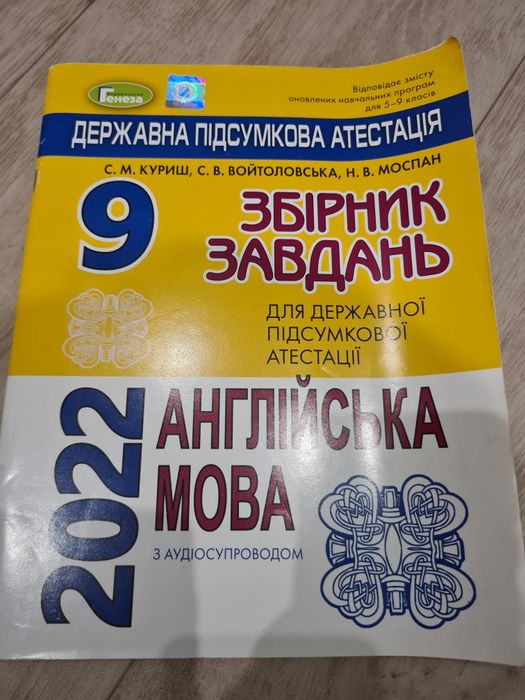 Генеза
Відповідає змісту
оновлених навчальних програм
для 5–9 класів
ДЕРЖАВНА ПІДСУМКОВА АТЕСТАЦІЯ
С. М. КУРИШ, С. В. ВОЙТОЛОВСЬКА, Н. В. МОСПАН
9
ЗБІРНИК
ЗАВДАНЬ
ДЛЯ ДЕРЖАВНОЇ
ПІДСУМКОВОЇ
АТЕСТАЦІЇ
2022
АНГЛІЙСЬКА
МОВА
З АУДІОСУПРОВОДОМ